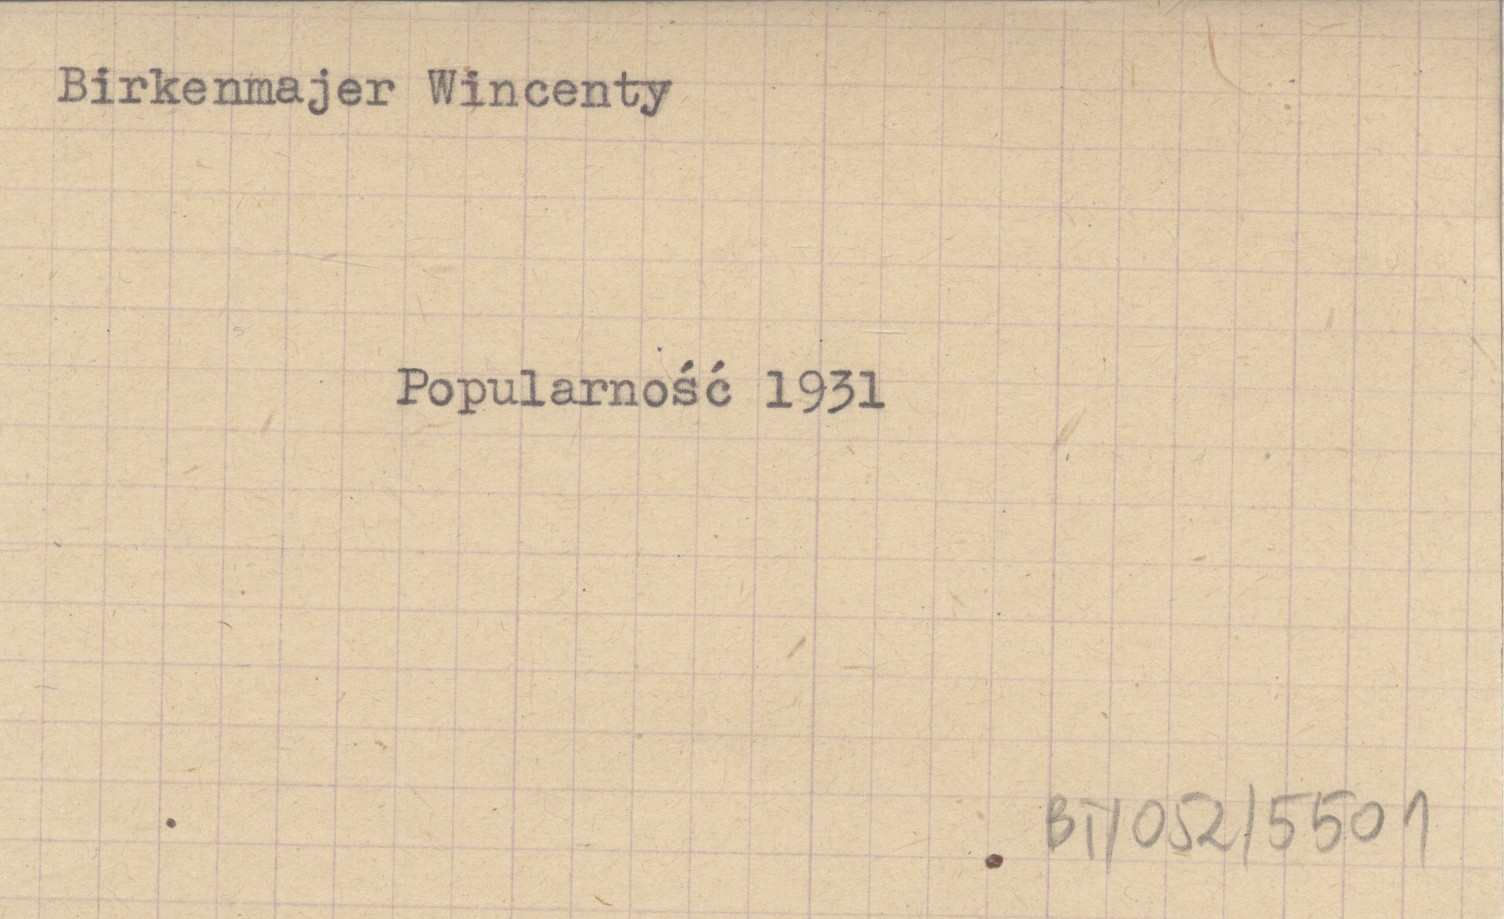 Birkenmajer Wincenty
Popularność 1931
BT/052/5501